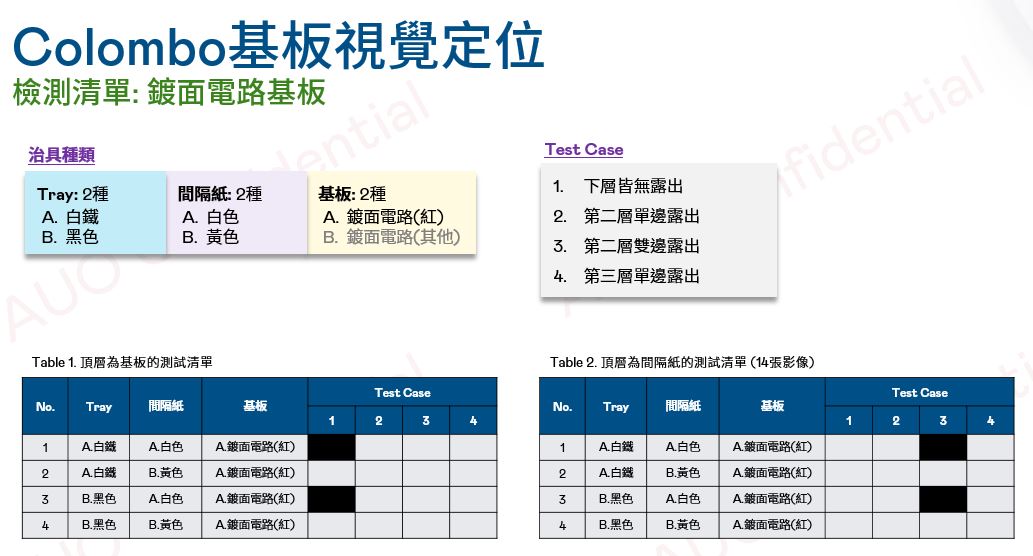 Colombo基板視覺定位
檢測清單: 鍍面電路基板
治具種類
Tray: 2種
A. 白鐵
B. 黑色
間隔紙: 2種
A. 白色
B. 黃色
基板: 2種
A. 鍍面電路(紅)
B. 鍍面電路(其他)
Test Case
1. 下層皆無露出
2. 第二層單邊露出
3. 第二層雙邊露出
4. 第三層單邊露出
Table 1. 頂層為基板的測試清單
No. Tray 間隔紙 基板 Test Case
1 2 3 4
1 A.白鐵 A.白色 A.鍍面電路(紅)
2 A.白鐵 B.黃色 A.鍍面電路(紅)
3 B.黑色 A.白色 A.鍍面電路(紅)
4 B.黑色 B.黃色 A.鍍面電路(紅)
Table 2. 頂層為間隔紙的測試清單 (14張影像)
No. Tray 間隔紙 基板 Test Case
1 2 3 4
1 A.白鐵 A.白色 A.鍍面電路(紅)
2 A.白鐵 B.黃色 A.鍍面電路(紅)
3 B.黑色 A.白色 A.鍍面電路(紅)
4 B.黑色 B.黃色 A.鍍面電路(紅)